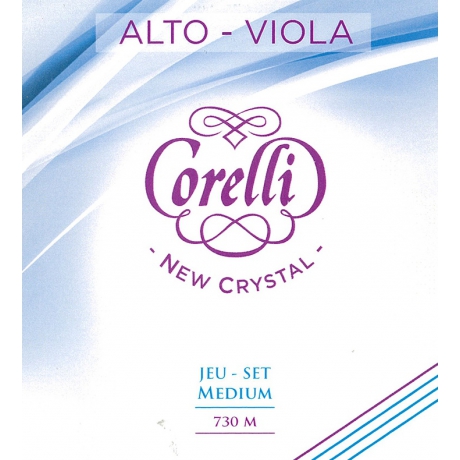 ALTO - VIOLA
Corelli
- NEW CRYSTAL -
JEU - SET
MEDIUM
730 M